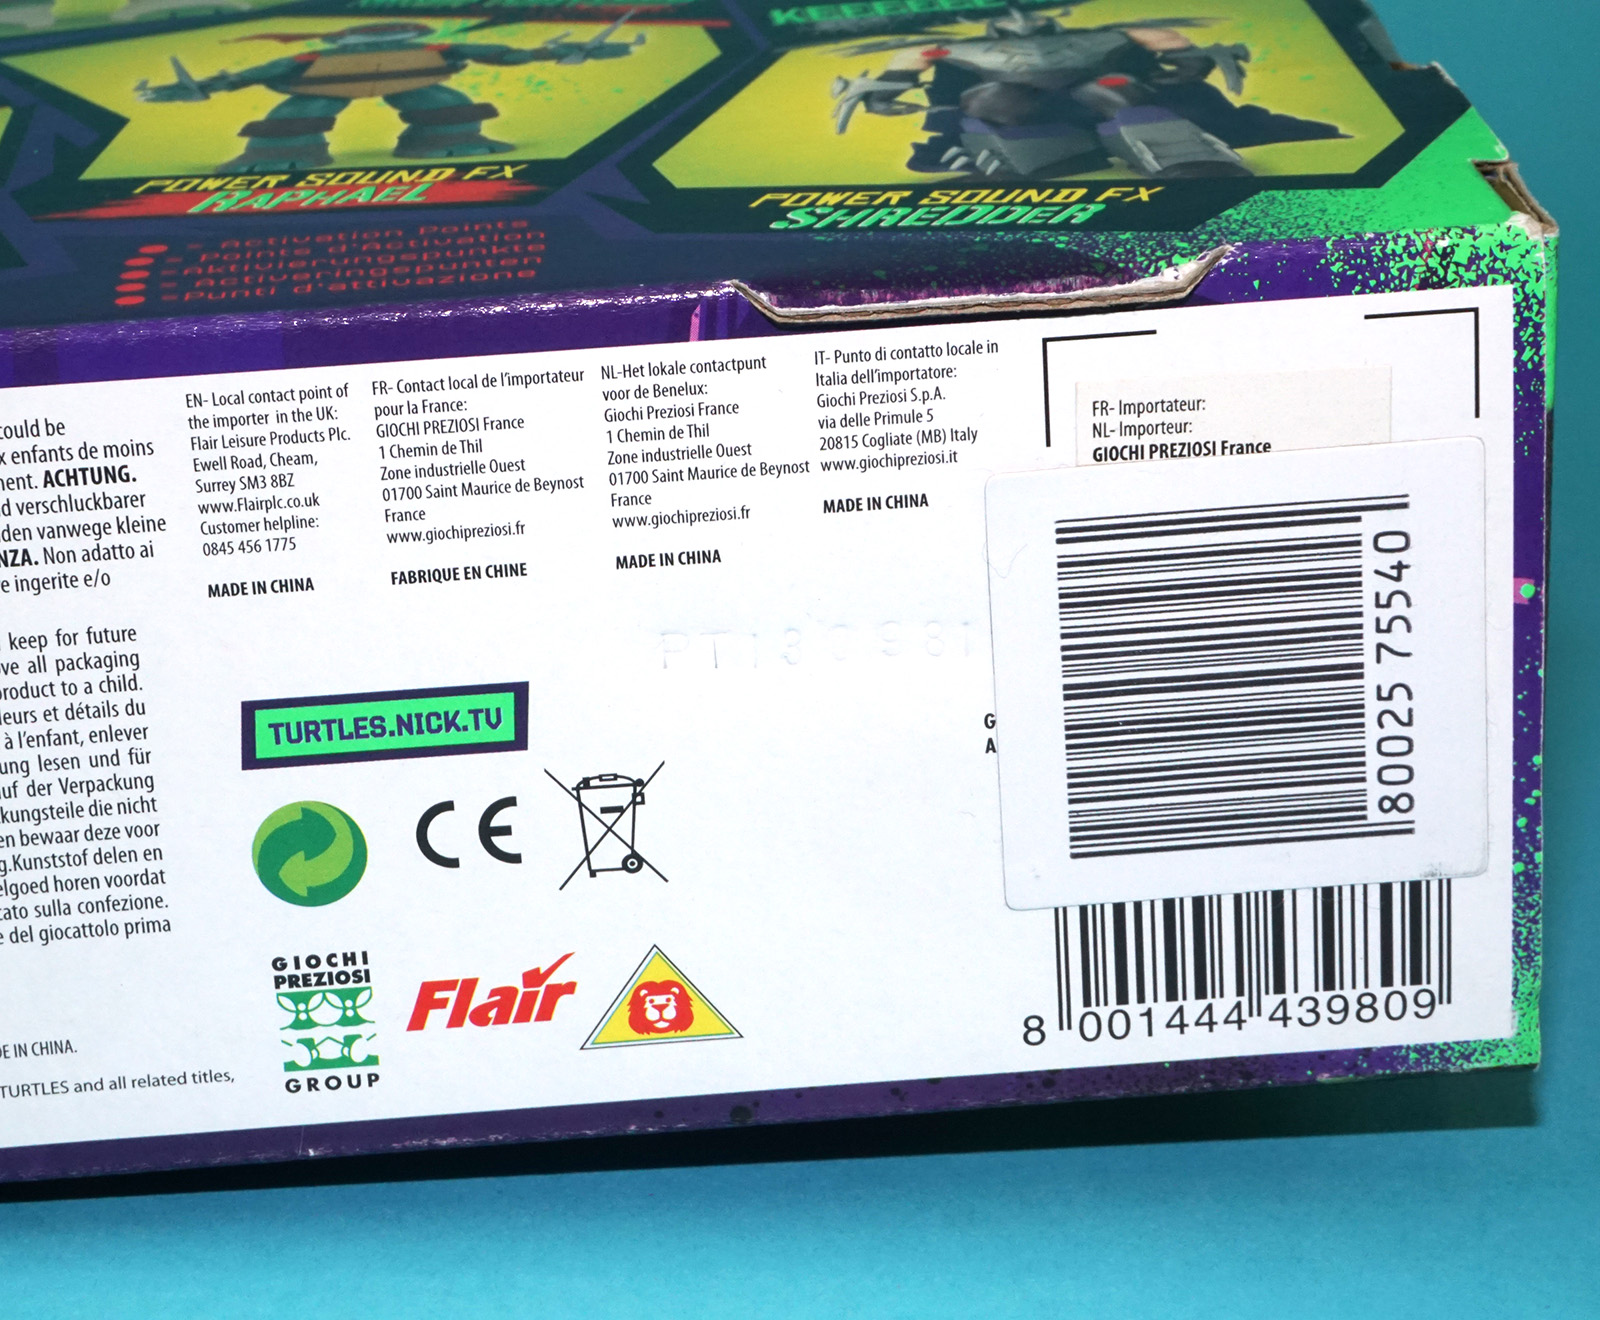 POWER SOUND FX
RAPHAEL
POWER SOUND FX
SHREDDER
= Activation Points
= Points d'Activation
= Aktivierungspunkte
= Activeringspunten
= Punti d'attivazione
could be
x enfants de moins
ment. ACHTUNG.
d verschluckbarer
den vanwege kleine
NZA. Non adatto ai
e ingerite e/o
keep for future
ve all packaging
product to a child.
leurs et détails du
à l'enfant, enlever
ung lesen und für
uf der Verpackung
kungsteile die nicht
en bewaar deze voor
g.Kunststof delen en
elgoed horen voordat
cato sulla confezione.
e del giocattolo prima
DE IN CHINA.
TURTLES and all related titles,
EN- Local contact point of
the importer in the UK:
Flair Leisure Products Plc.
Ewell Road, Cheam,
Surrey SM3 8BZ
www.Flairplc.co.uk
Customer helpline:
0845 456 1775
MADE IN CHINA
FR- Contact local de l'importateur
pour la France:
GIOCHI PREZIOSI France
1 Chemin de Thil
Zone industrielle Ouest
01700 Saint Maurice de Beynost
France
www.giochipreziosi.fr
FABRIQUE EN CHINE
NL-Het lokale contactpunt
voor de Benelux:
Giochi Preziosi France
1 Chemin de Thil
Zone industrielle Ouest
01700 Saint Maurice de Beynost
France
www.giochipreziosi.fr
MADE IN CHINA
IT- Punto di contatto locale in
Italia dell'importatore:
Giochi Preziosi S.p.A.
via delle Primule 5
20815 Cogliate (MB) Italy
www.giochipreziosi.it
MADE IN CHINA
FR- Importateur:
NL- Importeur:
GIOCHI PREZIOSI France
80025 75540
G
A
8 001444 439809
TURTLES.NICK.TV
CE
GIOCHI
PREZIOSI
GROUP
Flair